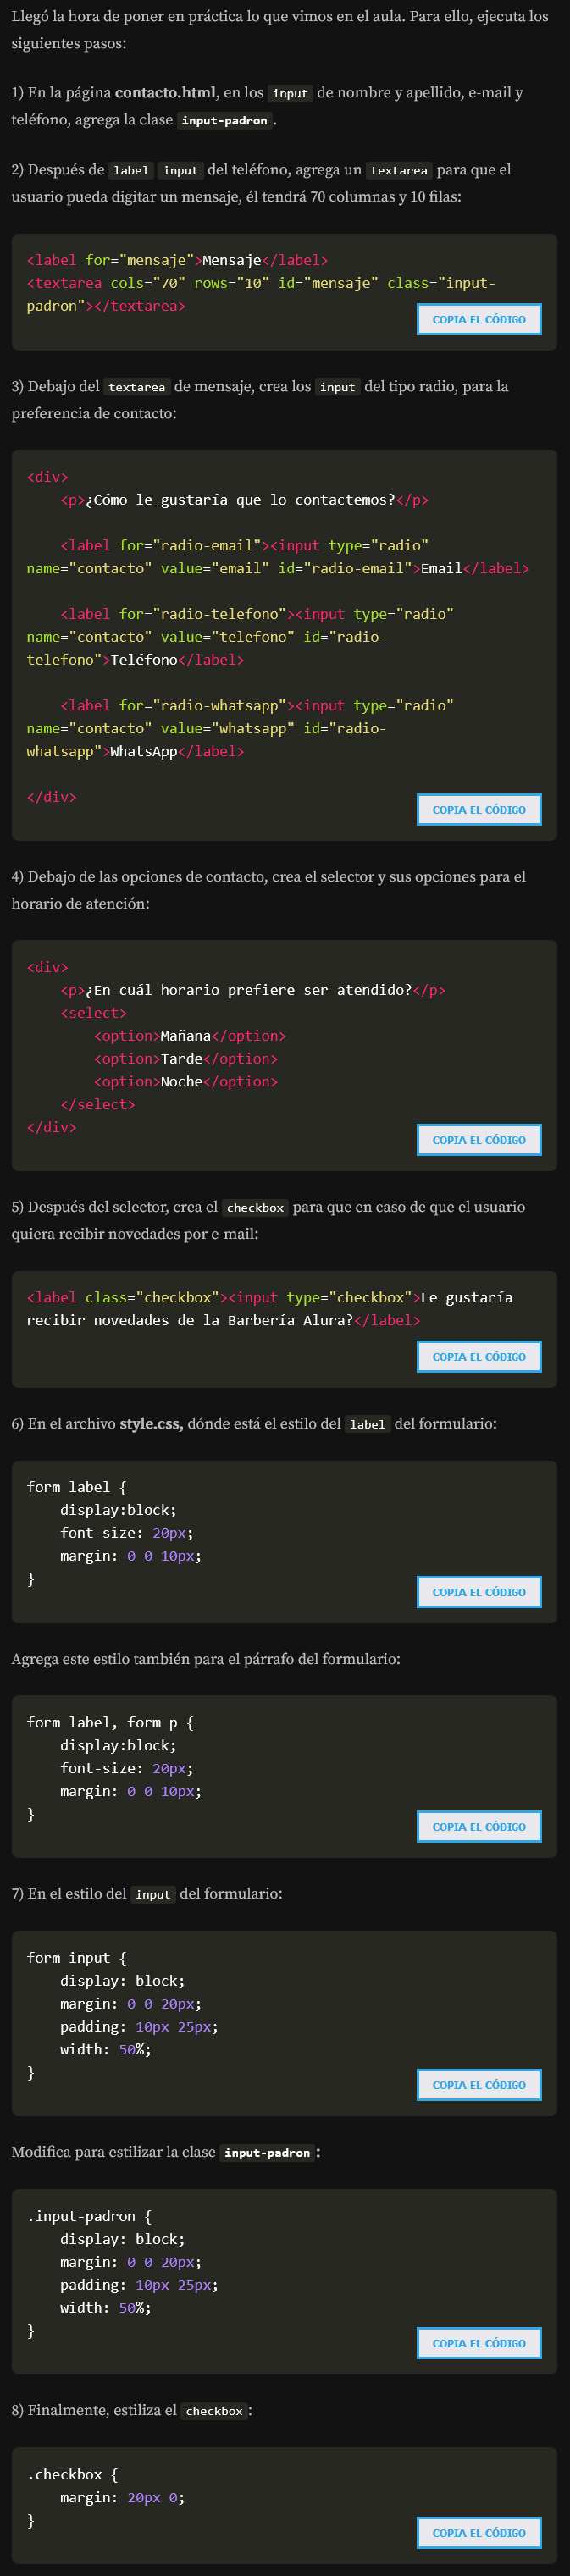 Llegó la hora de poner en práctica lo que vimos en el aula. Para ello, ejecuta los
siguientes pasos:
1) En la página contacto.html, en los input de nombre y apellido, e-mail y
teléfono, agrega la clase input-padron.
2) Después de label input del teléfono, agrega un textarea para que el
usuario pueda digitar un mensaje, él tendrá 70 columnas y 10 filas:
<label for="mensaje">Mensaje</label>
<textarea cols="70" rows="10" id="mensaje" class="input-
padron"></textarea>
COPIA EL CÓDIGO
3) Debajo del textarea de mensaje, crea los input del tipo radio, para la
preferencia de contacto:
<div>
    <p>¿Cómo le gustaría que lo contactemos?</p>
    <label for="radio-email"><input type="radio"
name="contacto" value="email" id="radio-email">Email</label>
    <label for="radio-telefono"><input type="radio"
name="contacto" value="telefono" id="radio-
telefono">Teléfono</label>
    <label for="radio-whatsapp"><input type="radio"
name="contacto" value="whatsapp" id="radio-
whatsapp">WhatsApp</label>
</div>
COPIA EL CÓDIGO
4) Debajo de las opciones de contacto, crea el selector y sus opciones para el
horario de atención:
<div>
    <p>¿En cuál horario prefiere ser atendido?</p>
    <select>
        <option>Mañana</option>
        <option>Tarde</option>
        <option>Noche</option>
    </select>
</div>
COPIA EL CÓDIGO
5) Después del selector, crea el checkbox para que en caso de que el usuario
quiera recibir novedades por e-mail:
<label class="checkbox"><input type="checkbox">Le gustaría
recibir novedades de la Barbería Alura?</label>
COPIA EL CÓDIGO
6) En el archivo style.css, dónde está el estilo del label del formulario:
form label {
    display:block;
    font-size: 20px;
    margin: 0 0 10px;
}
COPIA EL CÓDIGO
Agrega este estilo también para el párrafo del formulario:
form label, form p {
    display:block;
    font-size: 20px;
    margin: 0 0 10px;
}
COPIA EL CÓDIGO
7) En el estilo del input del formulario:
form input {
    display: block;
    margin: 0 0 20px;
    padding: 10px 25px;
    width: 50%;
}
COPIA EL CÓDIGO
Modifica para estilizar la clase input-padron:
.input-padron {
    display: block;
    margin: 0 0 20px;
    padding: 10px 25px;
    width: 50%;
}
COPIA EL CÓDIGO
8) Finalmente, estiliza el checkbox:
.checkbox {
    margin: 20px 0;
}
COPIA EL CÓDIGO